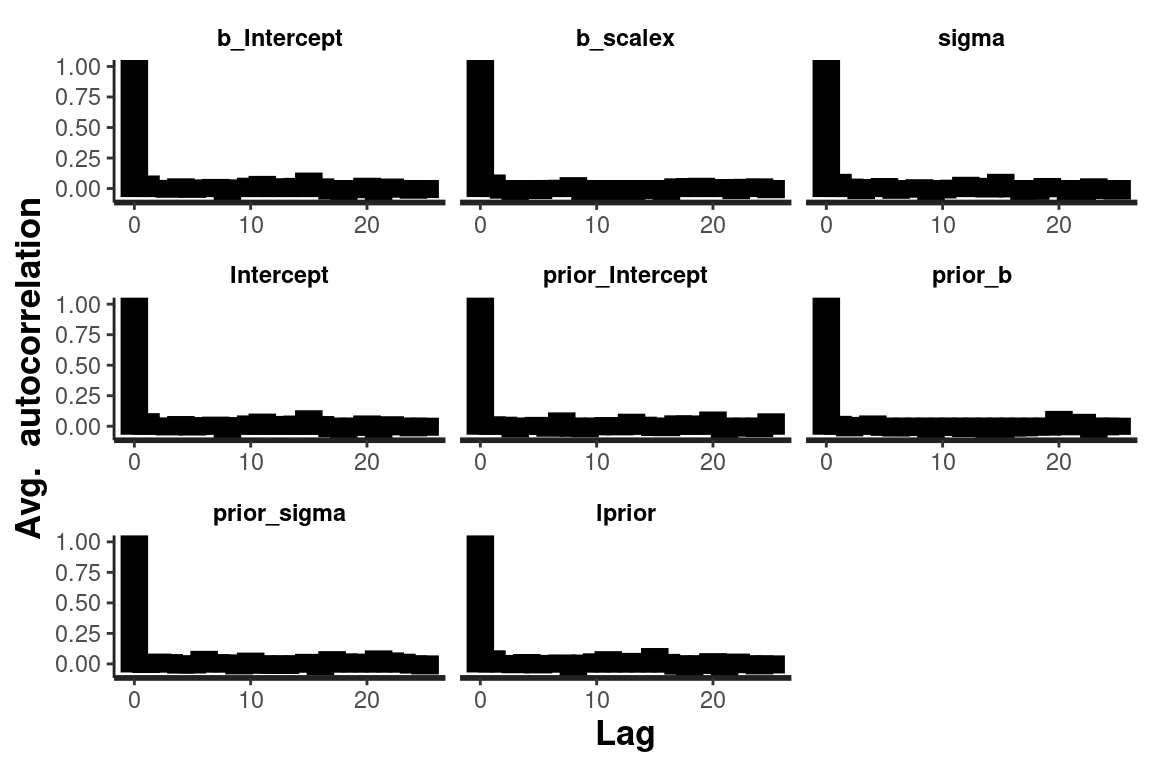 b_Intercept b_scalex sigma
1.00
0.75
0.50
0.25
0.00
0 10 20 0 10 20 0 10 20
Intercept prior_Intercept prior_b
1.00
0.75
0.50
0.25
0.00
0 10 20 0 10 20 0 10 20
prior_sigma lprior
1.00
0.75
0.50
0.25
0.00
0 10 20 0 10 20
Avg. autocorrelation
Lag